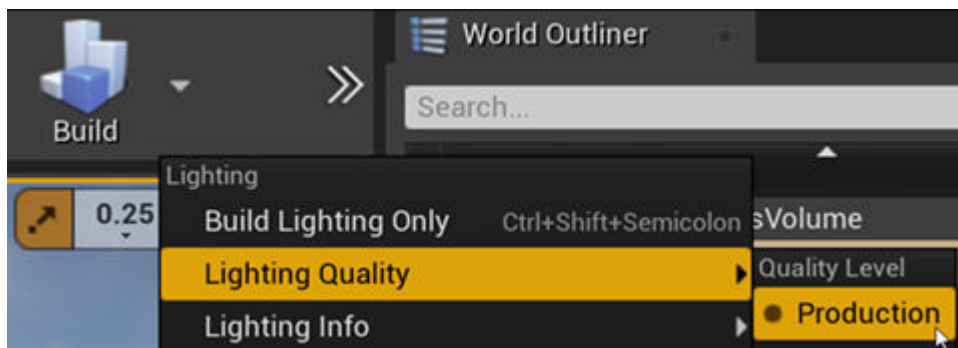 World Outliner
Search...
Build
Lighting
0.25
Build Lighting Only Ctrl+Shift+Semicolon
sVolume
Lighting Quality
Quality Level
Production
Lighting Info